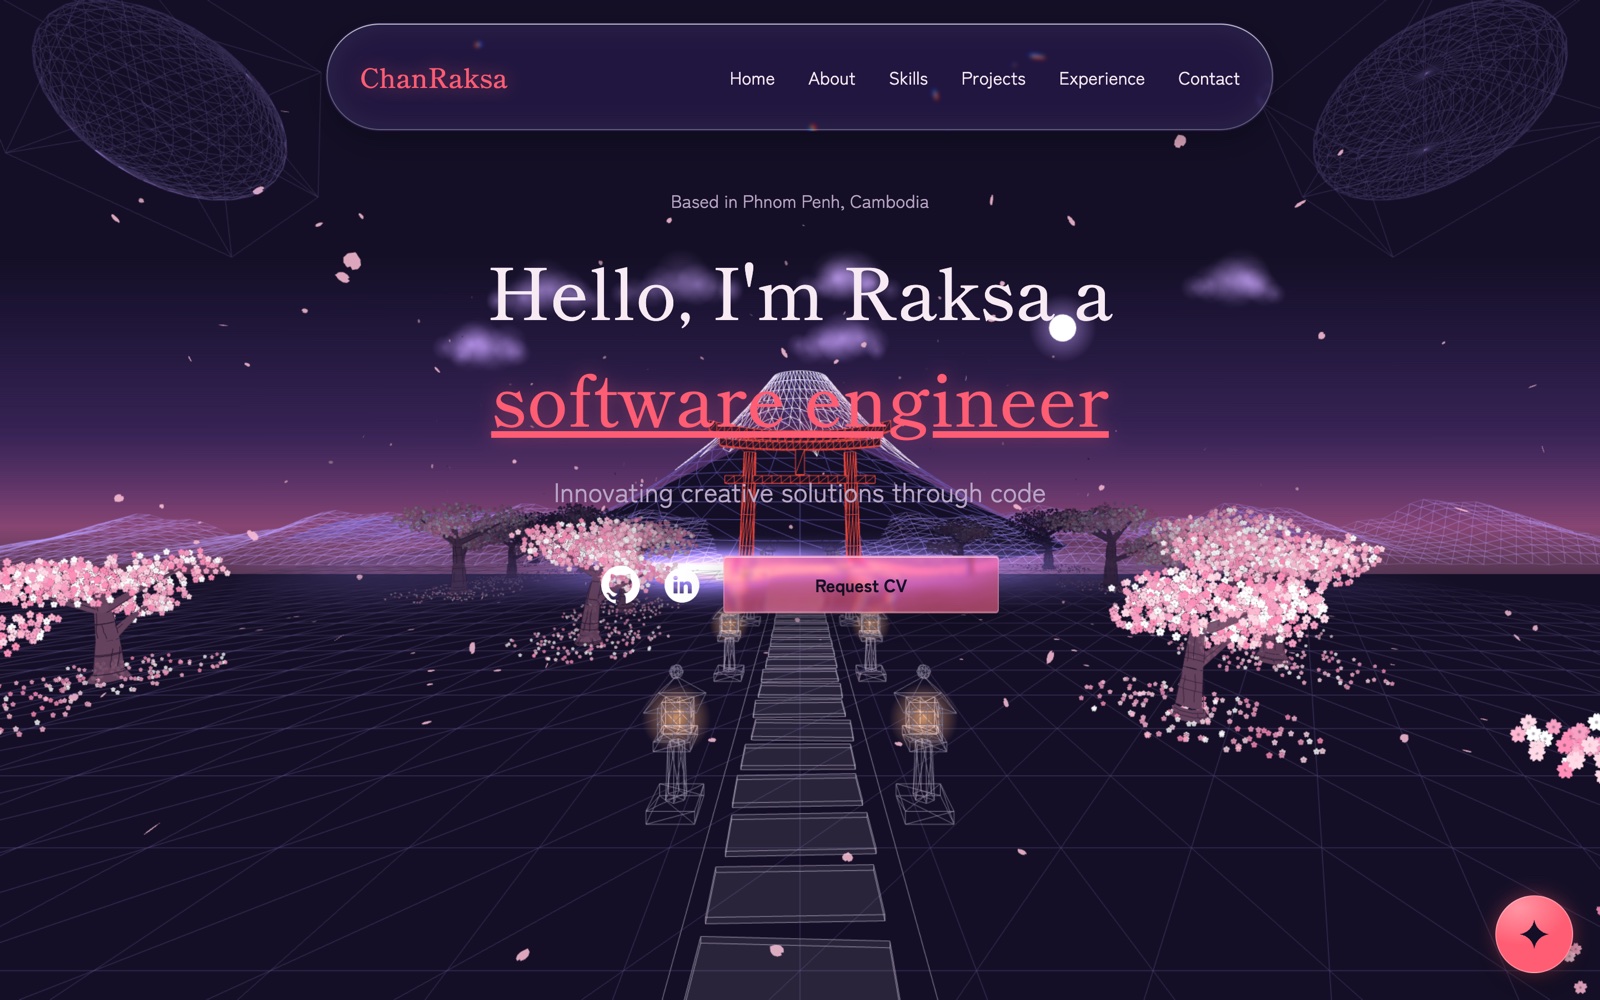 ChanRaksa
Home About Skills Projects Experience Contact
Based in Phnom Penh, Cambodia
Hello, I'm Raksa a
software engineer
Innovating creative solutions through code
in
Request CV